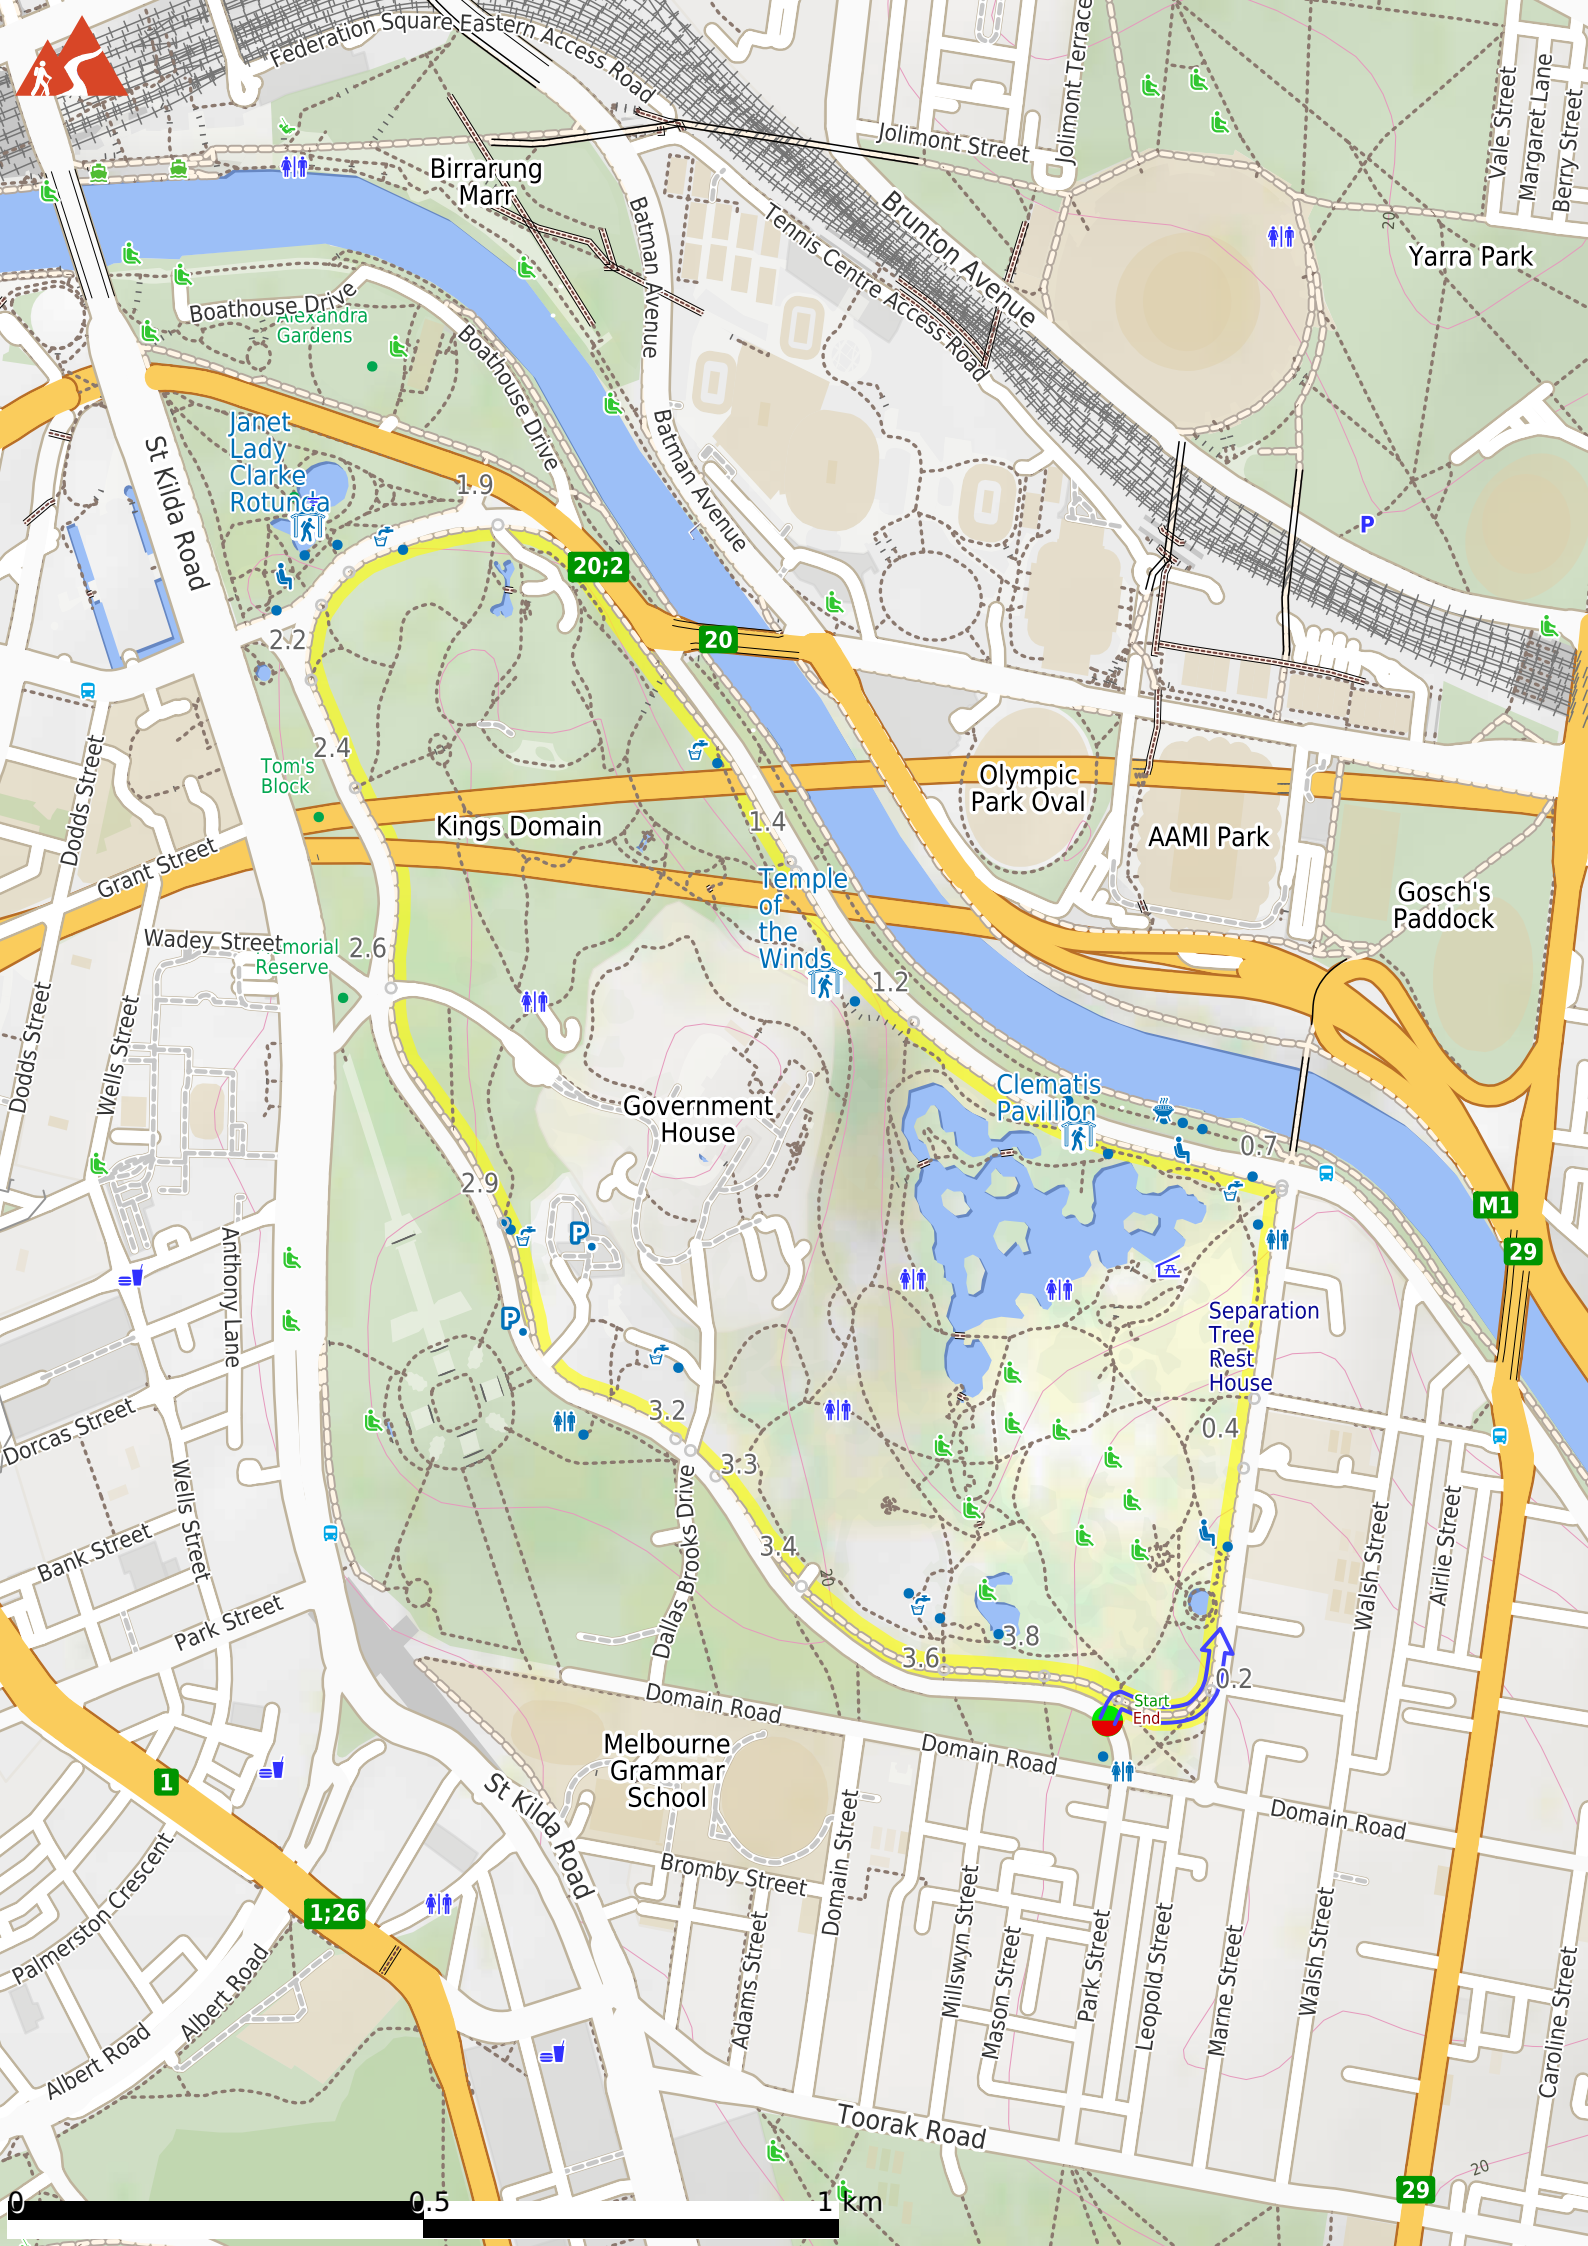 Federation Square Eastern Access Road
Jolimont Terrace
Jolimont Street
Vale Street
Margaret Lane
Berry Street
Birrarung
Marr
Batman Avenue
Tennis Centre Access Road
Brunton Avenue
20
Yarra Park
Boathouse Drive
Alexandra
Gardens
Boathouse Drive
Batman Avenue
Janet
Lady
Clarke
Rotunda
St Kilda Road
1.9
P
20;2
20
2.2
2.4
Tom's
Block
Dodds Street
Grant Street
Kings Domain
1.4
Olympic
Park Oval
AAMI Park
Gosch's
Paddock
Temple
of
the
Winds
1.2
Wadey Street
morial
Reserve
2.6
Dodds Street
Wells Street
Government
House
Clematis
Pavillion
0.7
2.9
M1
29
P
P
Anthony Lane
Separation
Tree
Rest
House
Dorcas Street
3.2
0.4
3.3
Wells Street
Bank Street
Dallas Brooks Drive
3.4
20
Walsh Street
Airlie Street
Park Street
3.8
3.6
0.2
Start
End
Domain Road
Melbourne
Grammar
School
Domain Road
1
St Kilda Road
Domain Road
Bromby Street
Domain Street
Palmerston Crescent
1;26
Albert Road
Albert Road
Adams Street
Millswyn Street
Mason Street
Park Street
Leopold Street
Marne Street
Walsh Street
Caroline Street
Toorak Road
20
29
0
0.5
1 km